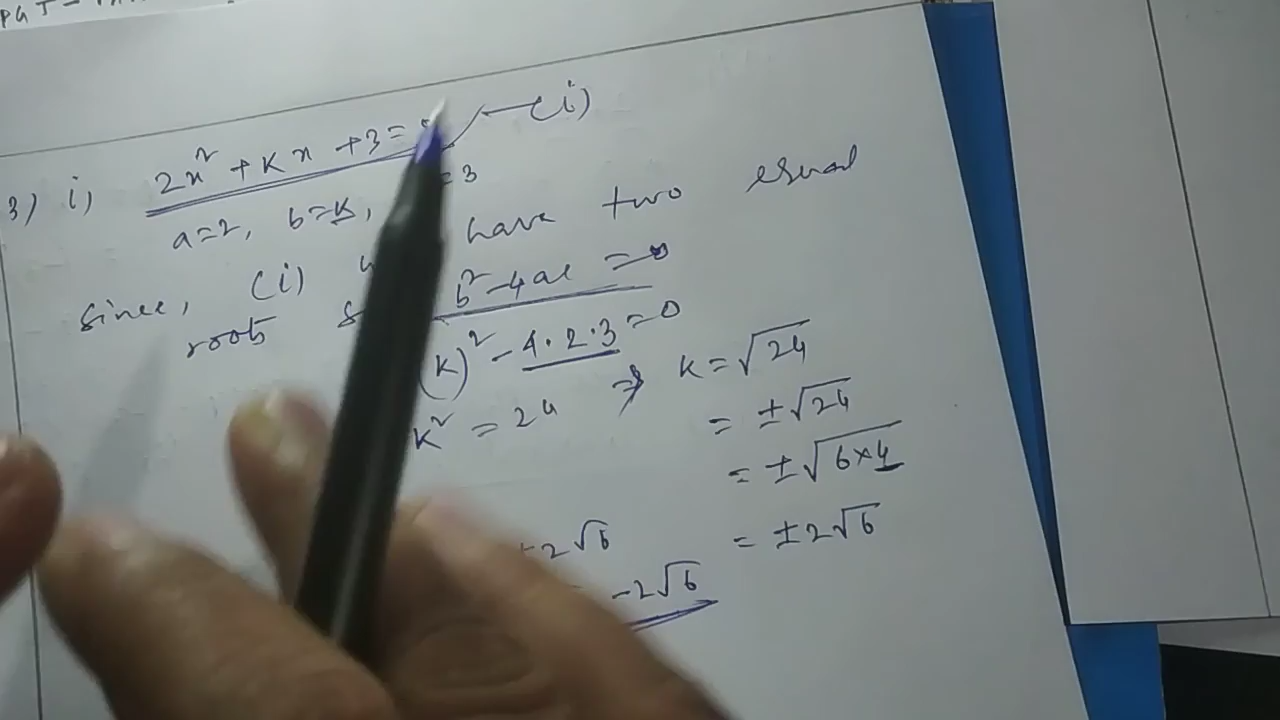 3) i) 2x² + Kx + 3 = (i)
a=2, b=K, = 3
since, (i) have two equal
roots b²-4ac = 0
(K)² - 4·2·3 = 0
K² = 24 ⇒ K = √24
= ±√24
= ±√6×4
= ±2√6
2√6
-2√6